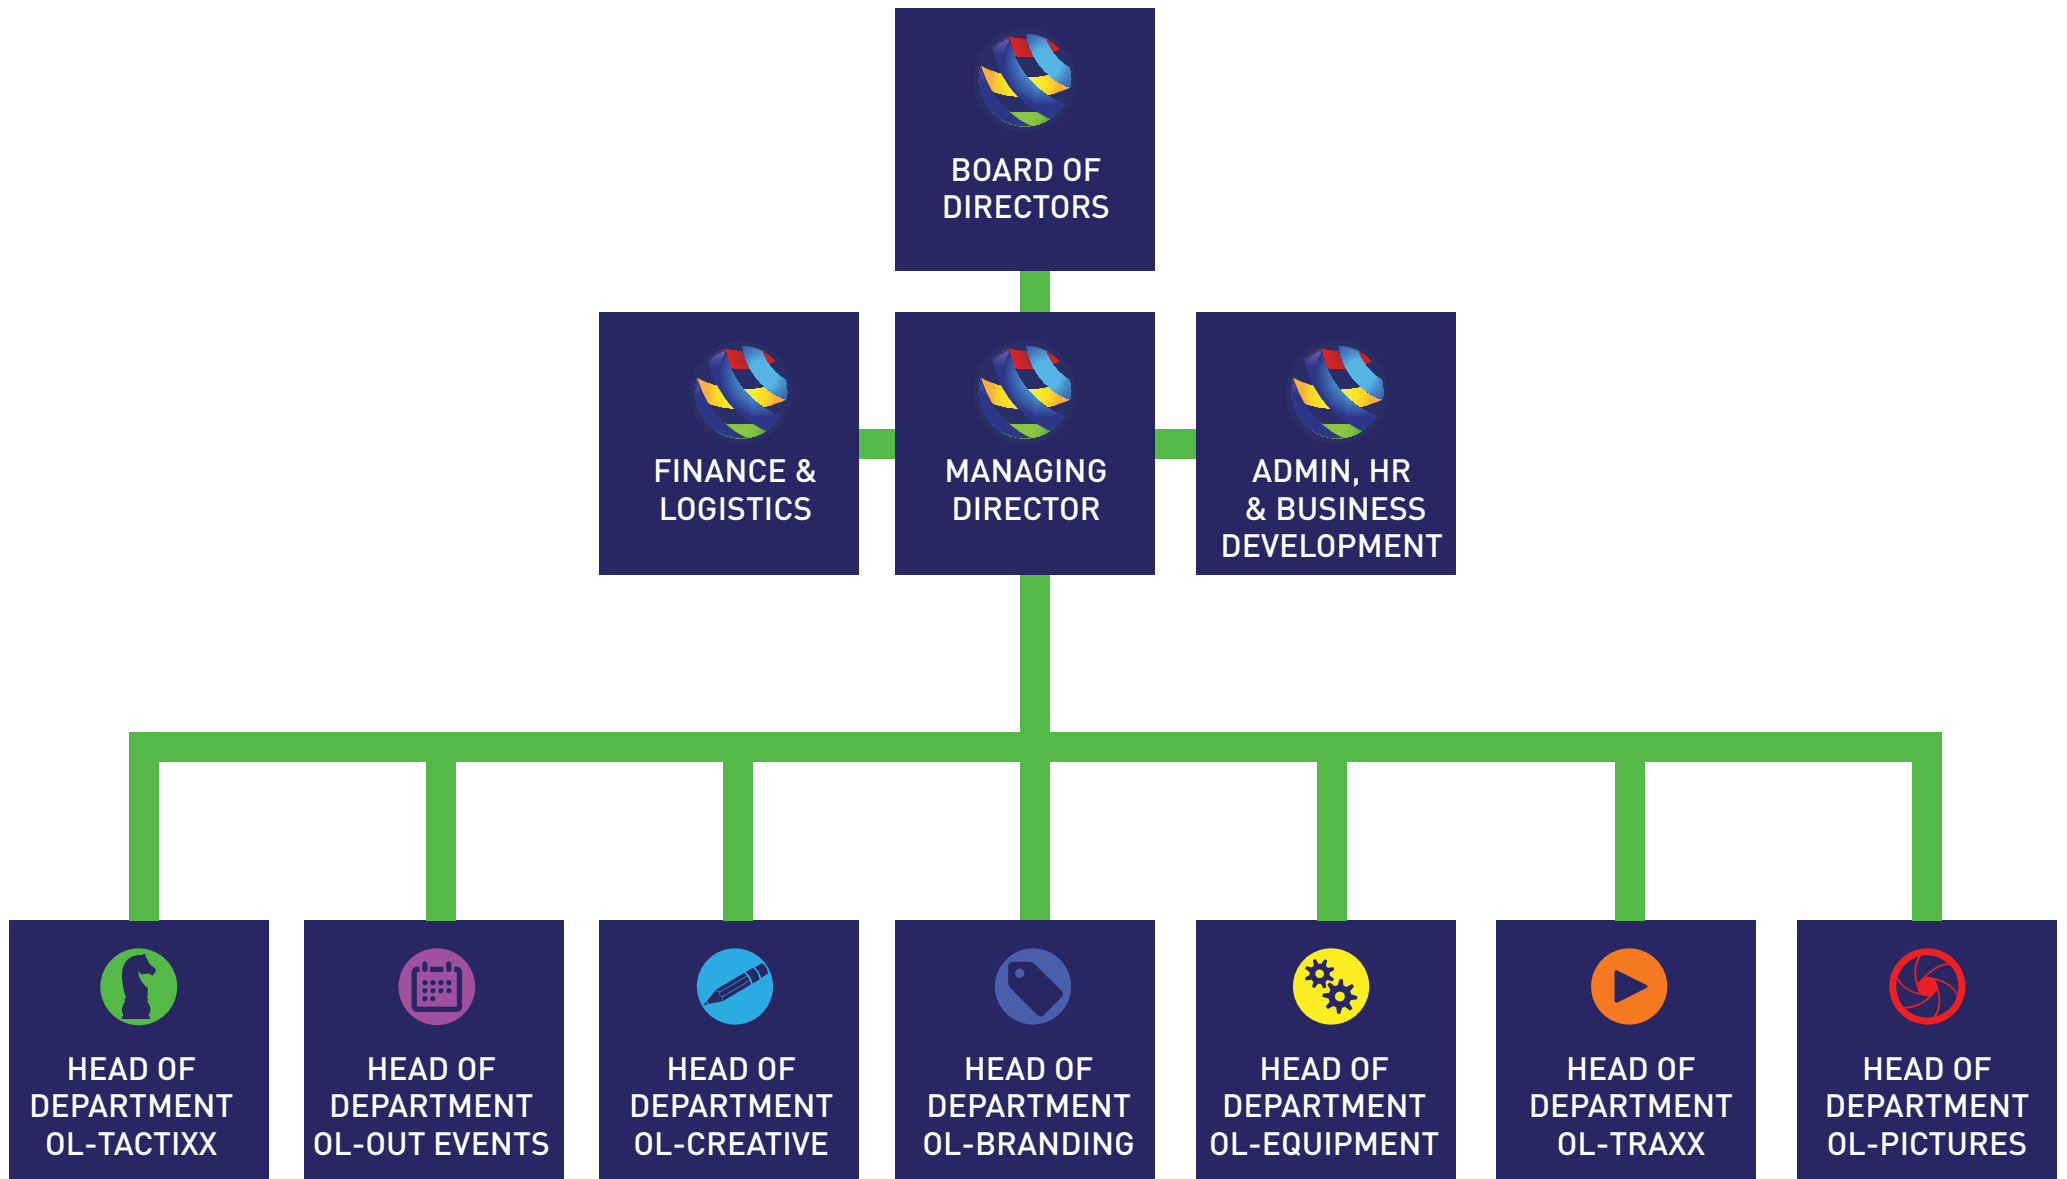 BOARD OF
DIRECTORS
FINANCE &
LOGISTICS
MANAGING
DIRECTOR
ADMIN, HR
& BUSINESS
DEVELOPMENT
HEAD OF
DEPARTMENT
OL-TACTIXX
HEAD OF
DEPARTMENT
OL-OUT EVENTS
HEAD OF
DEPARTMENT
OL-CREATIVE
HEAD OF
DEPARTMENT
OL-BRANDING
HEAD OF
DEPARTMENT
OL-EQUIPMENT
HEAD OF
DEPARTMENT
OL-TRAXX
HEAD OF
DEPARTMENT
OL-PICTURES